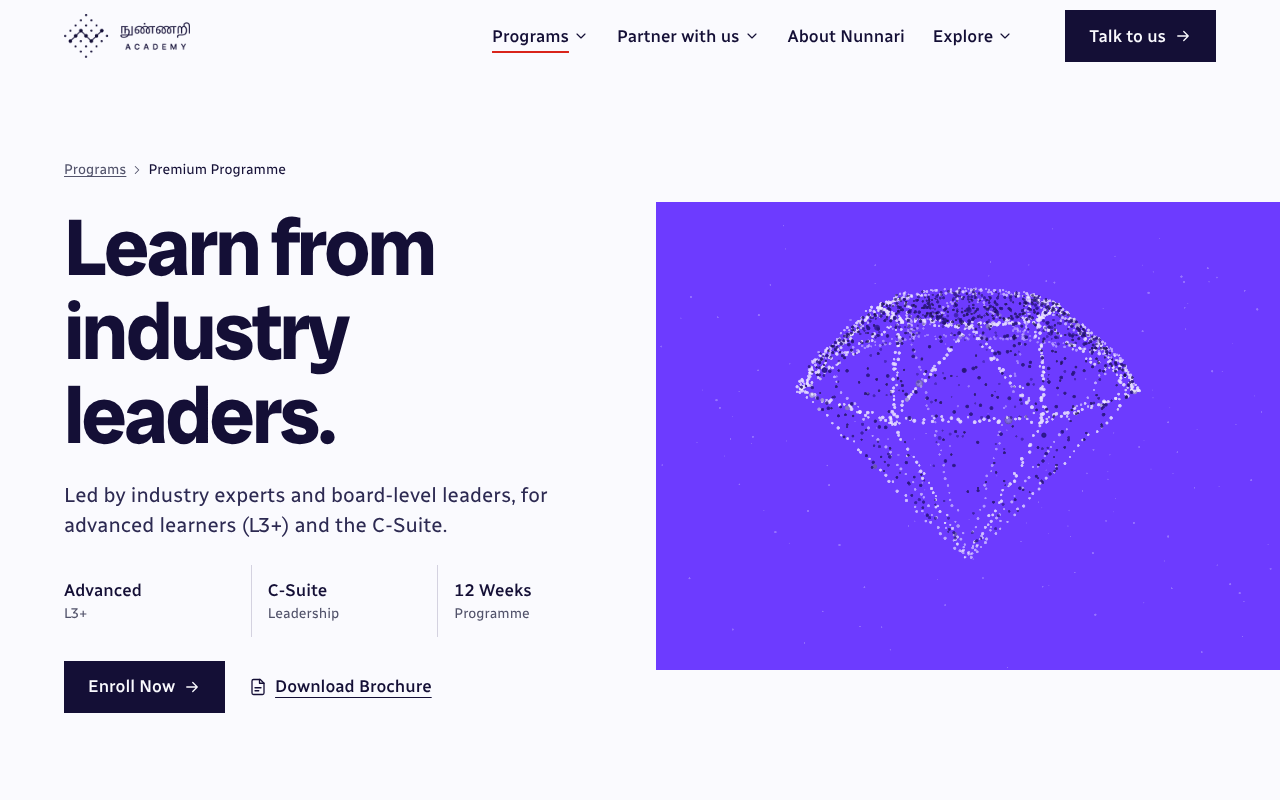 நுண்ணறி
ACADEMY
Programs
Partner with us
About Nunnari
Explore
Talk to us
Programs > Premium Programme
Learn from
industry
leaders.
Led by industry experts and board-level leaders, for
advanced learners (L3+) and the C-Suite.
Advanced
L3+
C-Suite
Leadership
12 Weeks
Programme
Enroll Now
Download Brochure